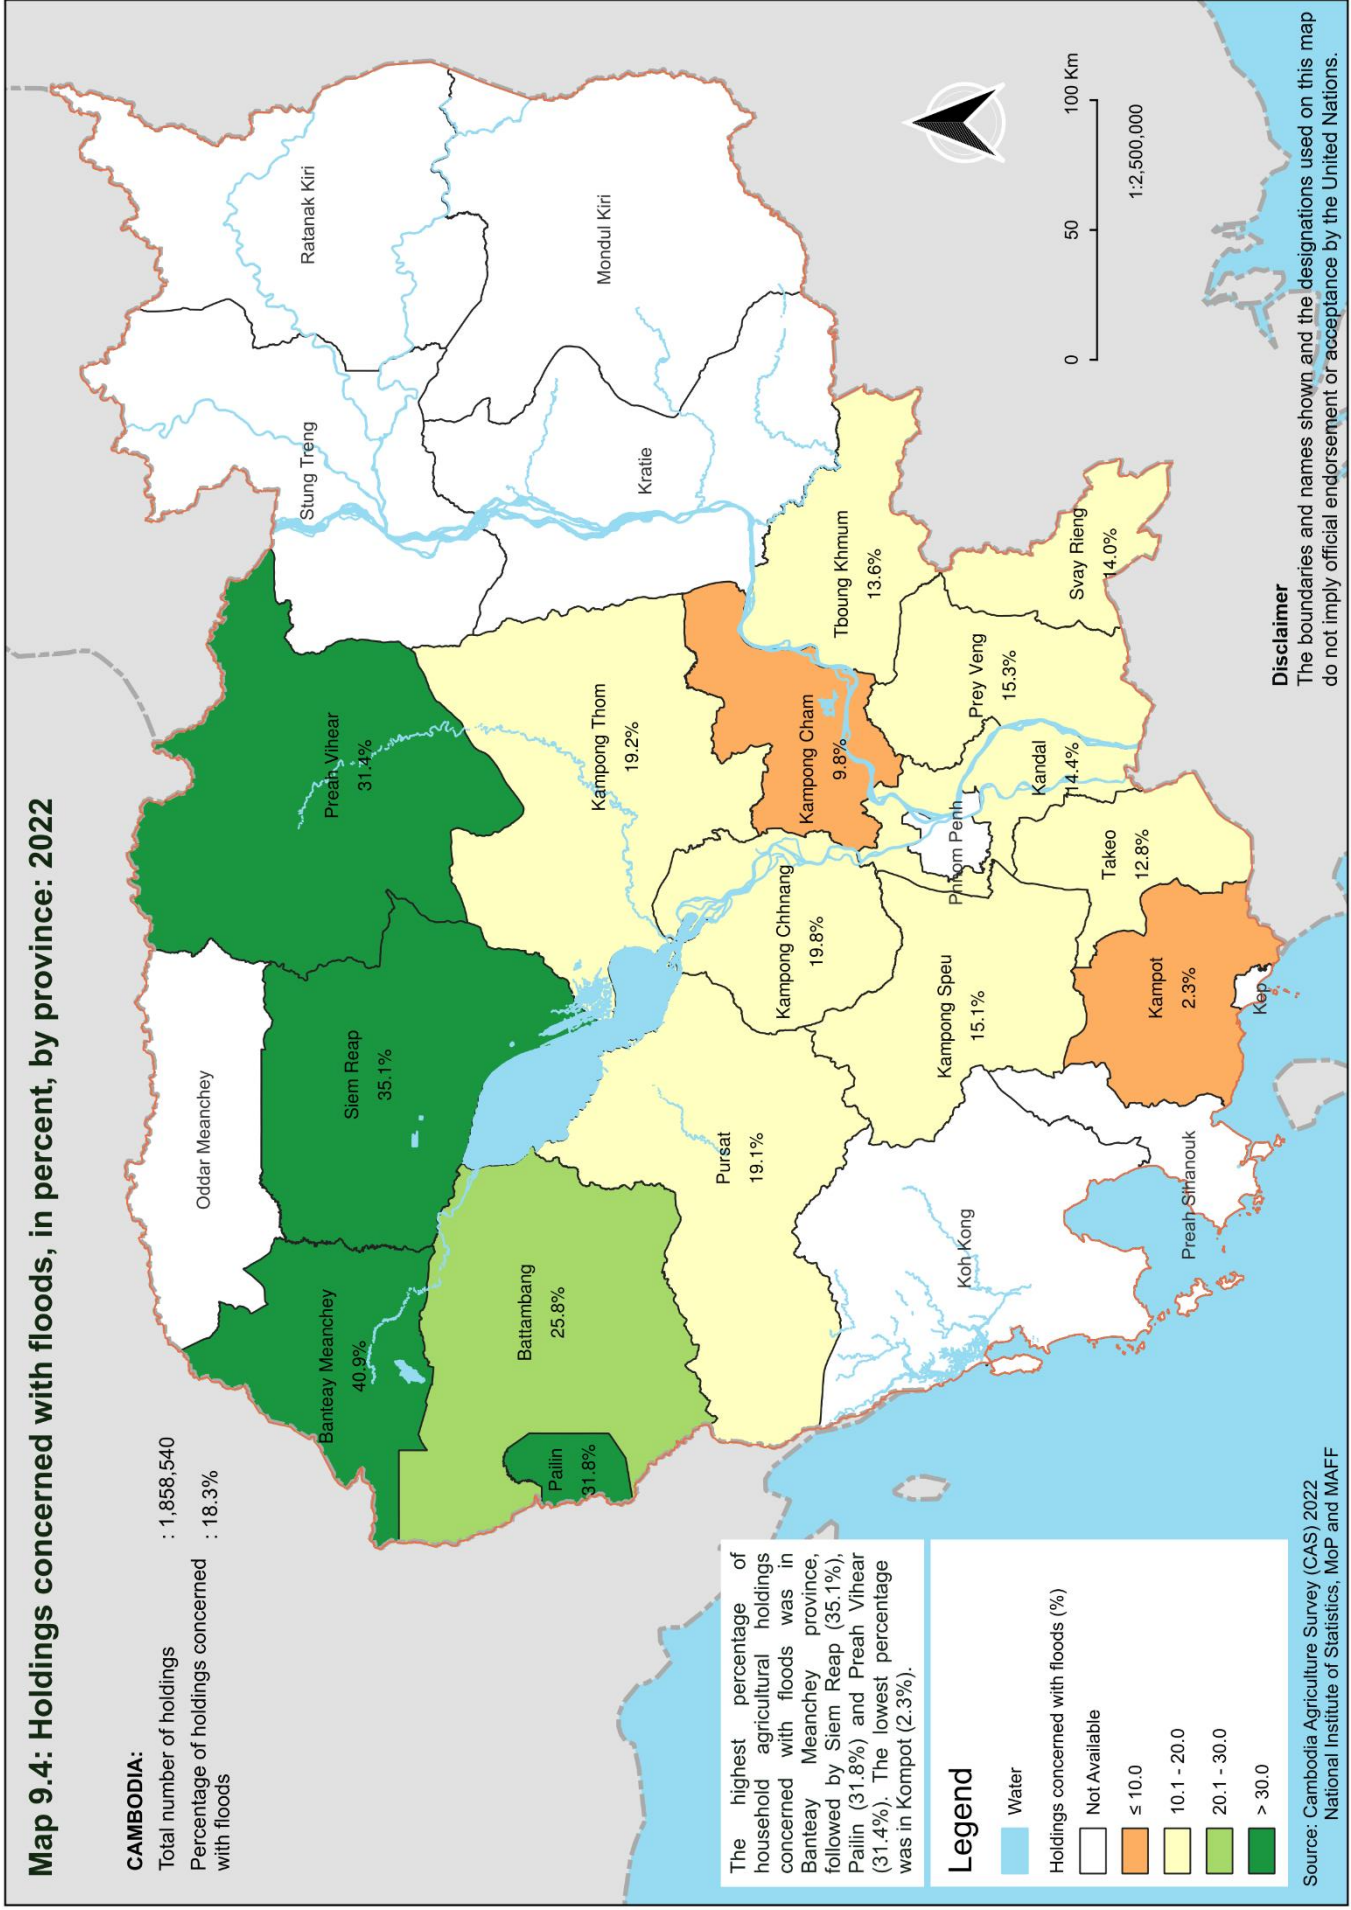 Map 9.4: Holdings concerned with floods, in percent, by province: 2022
CAMBODIA:
Total number of holdings : 1,858,540
Percentage of holdings concerned : 18.3%
with floods
Oddar Meanchey
Preah Vihear
31.4%
Stung Treng
Ratanak Kiri
Banteay Meanchey
40.9%
Siem Reap
35.1%
Battambang
25.8%
Pailin
31.8%
Kampong Thom
19.2%
Kratie
Mondul Kiri
Pursat
19.1%
Kampong Chhnang
19.8%
Kampong Cham
9.8%
Tboung Khmum
13.6%
Koh Kong
Kampong Speu
15.1%
Phnom Penh
Kandal
14.4%
Prey Veng
15.3%
Svay Rieng
14.0%
Preah Sihanouk
Kampot
2.3%
Takeo
12.8%
Kep
The highest percentage of
household agricultural holdings
concerned with floods was in
Banteay Meanchey province,
followed by Siem Reap (35.1%),
Pailin (31.8%) and Preah Vihear
(31.4%). The lowest percentage
was in Kompot (2.3%).
Legend
Water
Holdings concerned with floods (%)
Not Available
≤ 10.0
10.1 - 20.0
20.1 - 30.0
> 30.0
0 50 100 Km
1:2,500,000
Disclaimer
The boundaries and names shown and the designations used on this map
do not imply official endorsement or acceptance by the United Nations.
Source: Cambodia Agriculture Survey (CAS) 2022
National Institute of Statistics, MoP and MAFF